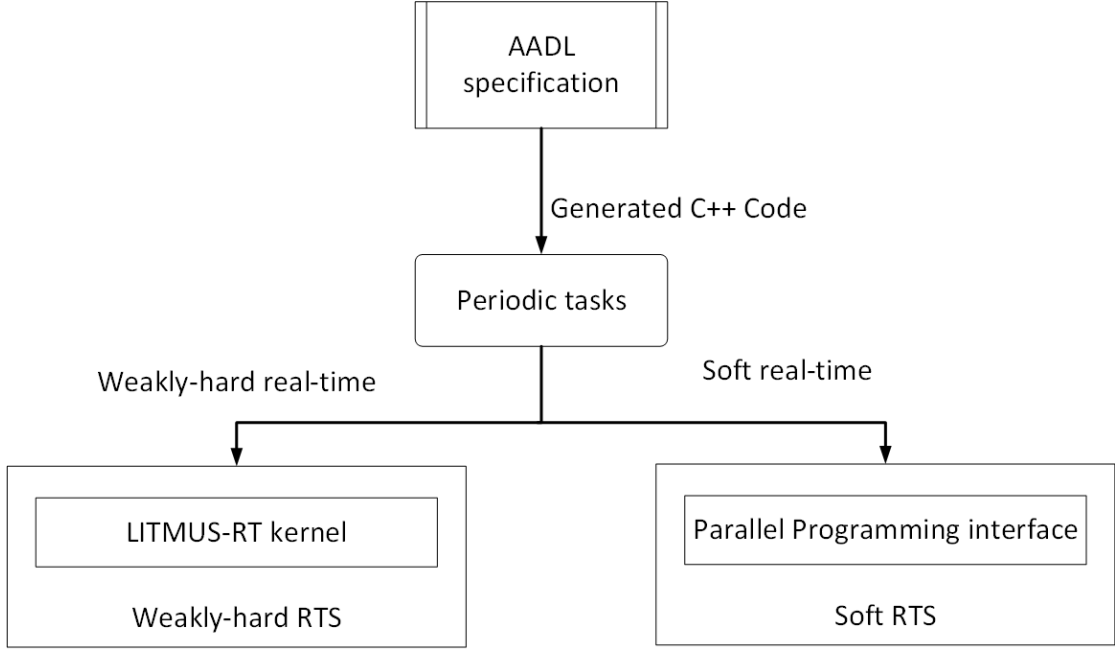 AADL
specification
Generated C++ Code
Periodic tasks
Weakly-hard real-time
Soft real-time
LITMUS-RT kernel
Parallel Programming interface
Weakly-hard RTS
Soft RTS